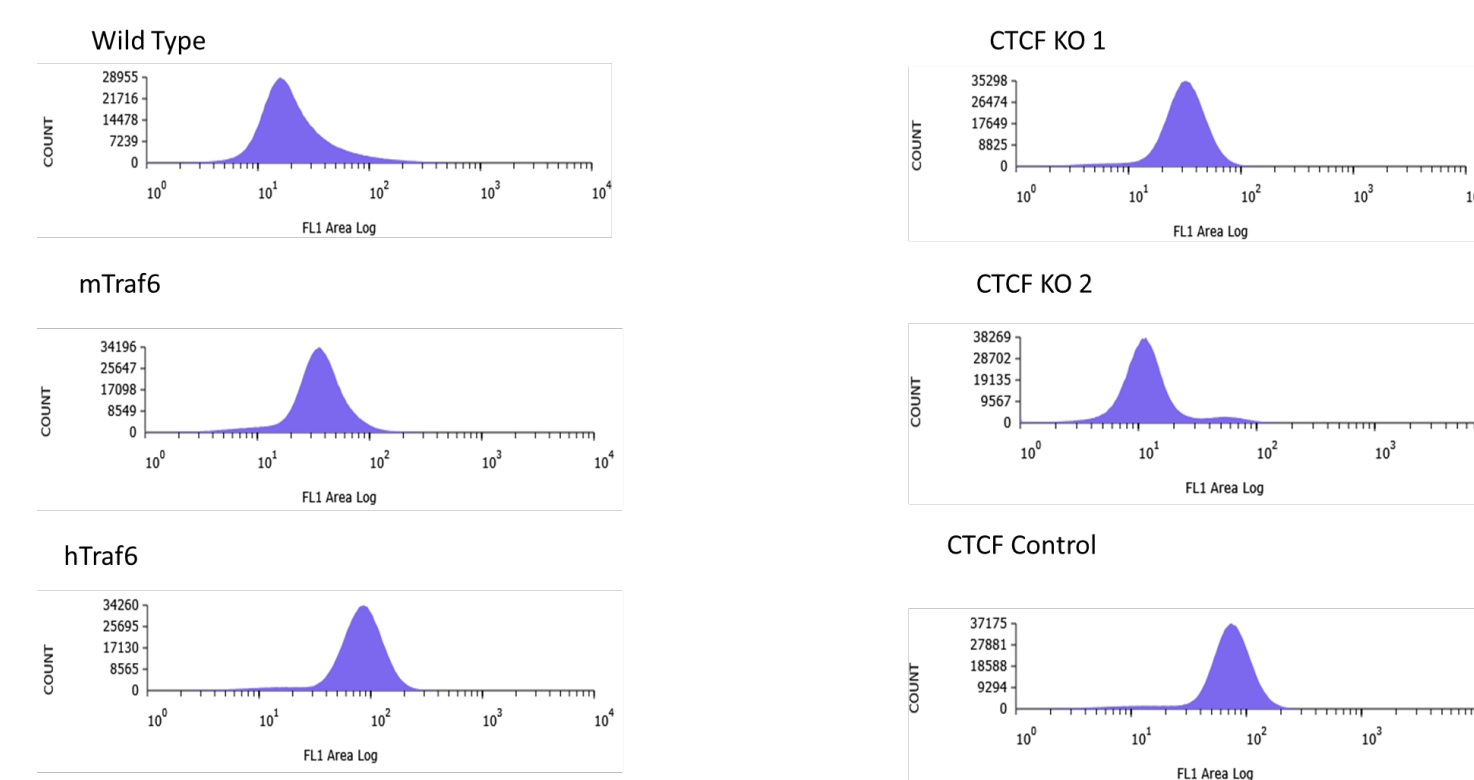 Wild Type
COUNT
28955
21716
14478
7239
0
10^0 10^1 10^2 10^3 10^4
FL1 Area Log
mTraf6
COUNT
34196
25647
17098
8549
0
10^0 10^1 10^2 10^3 10^4
FL1 Area Log
hTraf6
COUNT
34260
25695
17130
8565
0
10^0 10^1 10^2 10^3 10^4
FL1 Area Log
CTCF KO 1
COUNT
35298
26474
17649
8825
0
10^0 10^1 10^2 10^3
FL1 Area Log
CTCF KO 2
COUNT
38269
28702
19135
9567
0
10^0 10^1 10^2 10^3
FL1 Area Log
CTCF Control
COUNT
37175
27881
18588
9294
0
10^0 10^1 10^2 10^3
FL1 Area Log